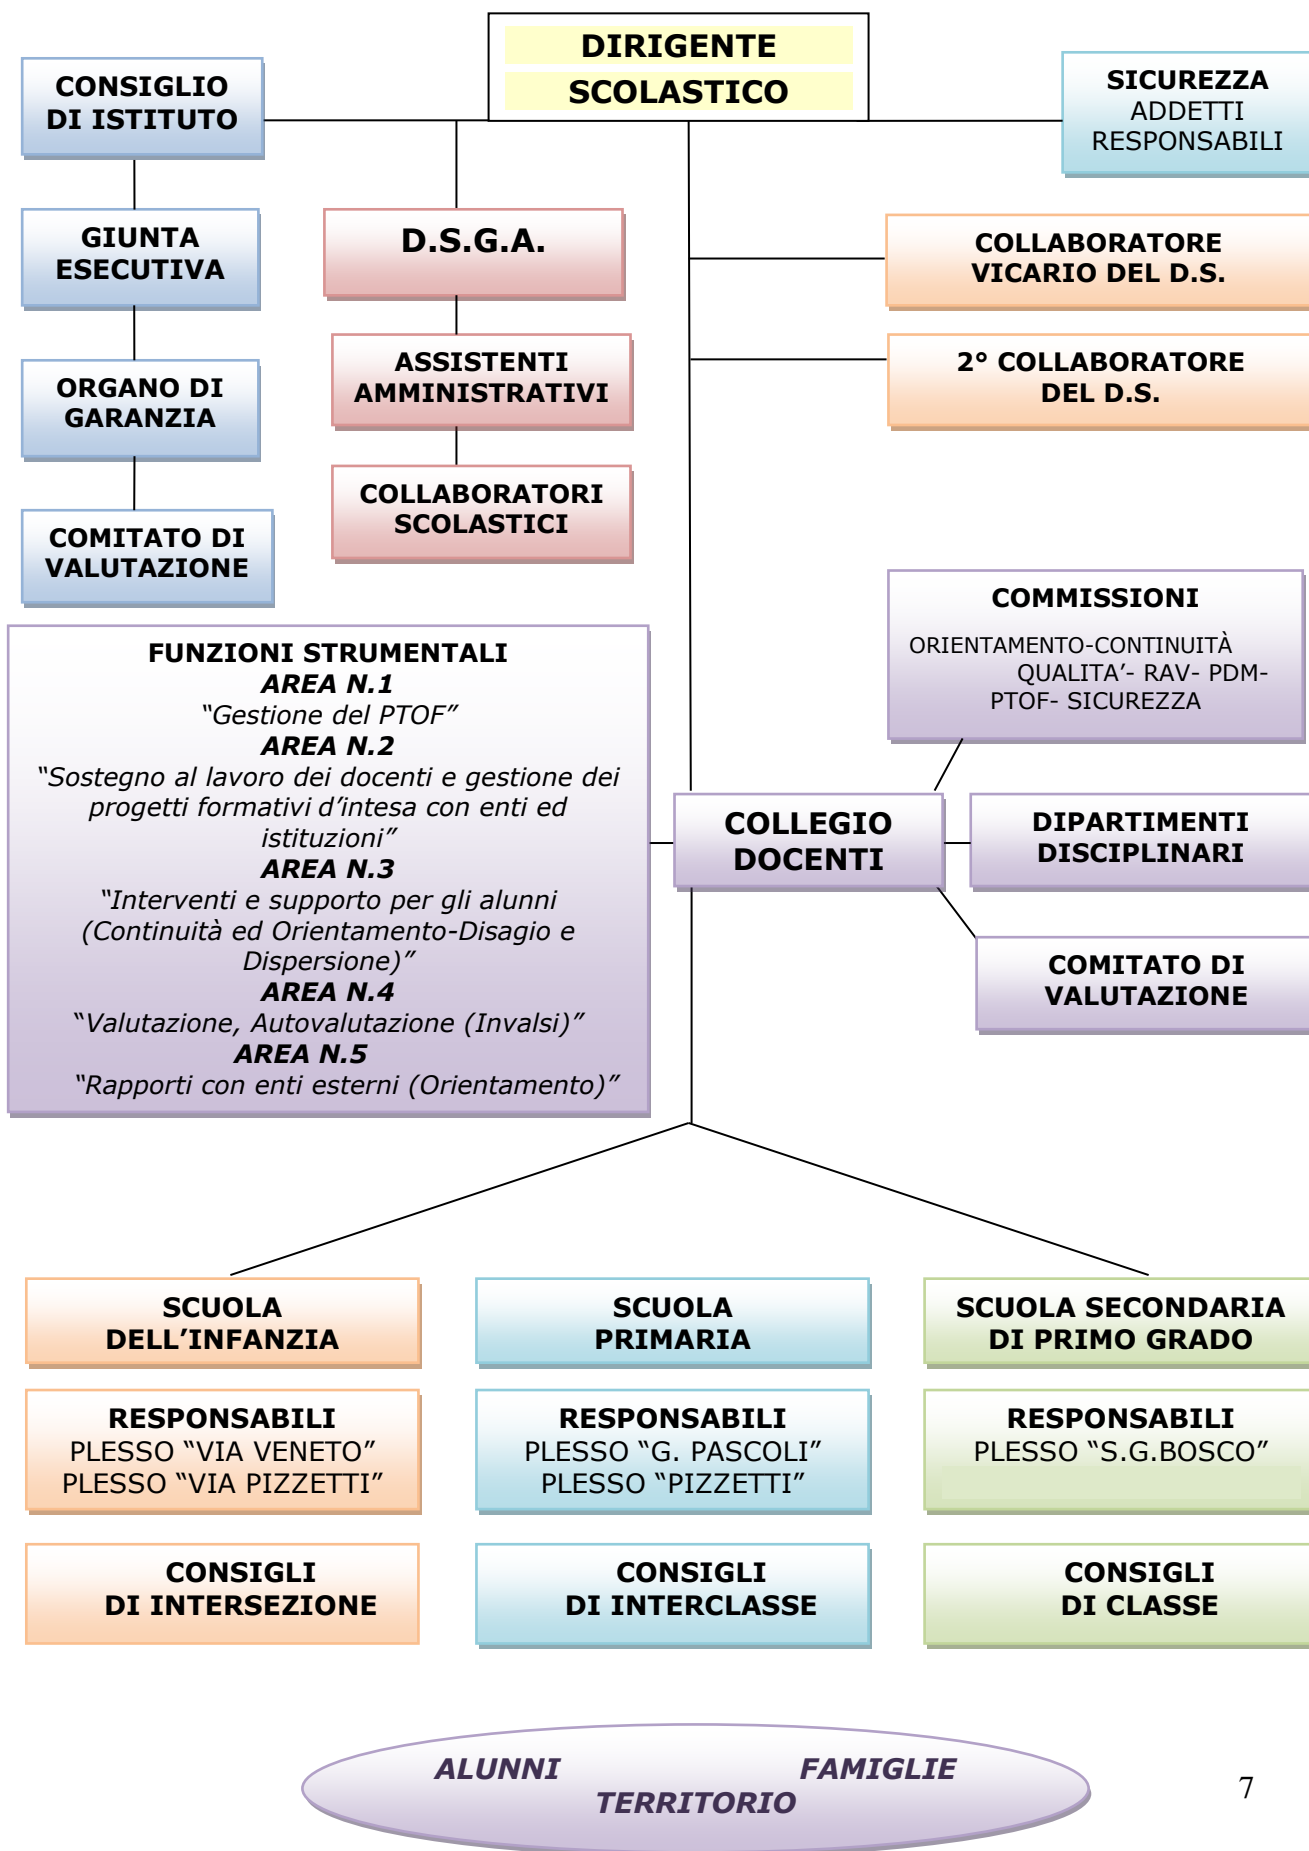 DIRIGENTE
SCOLASTICO
CONSIGLIO
DI ISTITUTO
SICUREZZA
ADDETTI
RESPONSABILI
GIUNTA
ESECUTIVA
D.S.G.A.
COLLABORATORE
VICARIO DEL D.S.
ORGANO DI
GARANZIA
ASSISTENTI
AMMINISTRATIVI
2° COLLABORATORE
DEL D.S.
COMITATO DI
VALUTAZIONE
COLLABORATORI
SCOLASTICI
COMMISSIONI
ORIENTAMENTO-CONTINUITÀ
QUALITA’- RAV- PDM-
PTOF- SICUREZZA
FUNZIONI STRUMENTALI
AREA N.1
“Gestione del PTOF”
AREA N.2
“Sostegno al lavoro dei docenti e gestione dei
progetti formativi d’intesa con enti ed
istituzioni”
AREA N.3
“Interventi e supporto per gli alunni
(Continuità ed Orientamento-Disagio e
Dispersione)”
AREA N.4
“Valutazione, Autovalutazione (Invalsi)”
AREA N.5
“Rapporti con enti esterni (Orientamento)”
COLLEGIO
DOCENTI
DIPARTIMENTI
DISCIPLINARI
COMITATO DI
VALUTAZIONE
SCUOLA
DELL’INFANZIA
SCUOLA
PRIMARIA
SCUOLA SECONDARIA
DI PRIMO GRADO
RESPONSABILI
PLESSO “VIA VENETO”
PLESSO “VIA PIZZETTI”
RESPONSABILI
PLESSO “G. PASCOLI”
PLESSO “PIZZETTI”
RESPONSABILI
PLESSO “S.G.BOSCO”
CONSIGLI
DI INTERSEZIONE
CONSIGLI
DI INTERCLASSE
CONSIGLI
DI CLASSE
ALUNNI FAMIGLIE
TERRITORIO
7